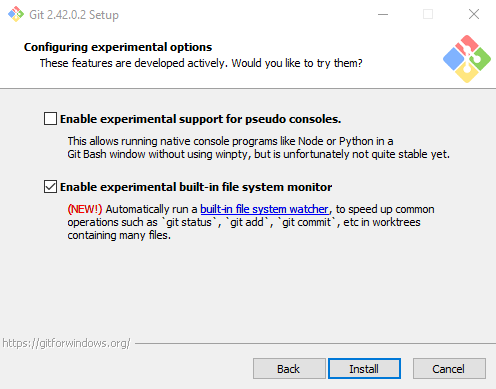 Git 2.42.0.2 Setup
Configuring experimental options
These features are developed actively. Would you like to try them?
Enable experimental support for pseudo consoles.
This allows running native console programs like Node or Python in a
Git Bash window without using winpty, but is unfortunately not quite stable yet.
Enable experimental built-in file system monitor
(NEW!) Automatically run a built-in file system watcher, to speed up common
operations such as `git status`, `git add`, `git commit`, etc in worktrees
containing many files.
https://gitforwindows.org/
Back
Install
Cancel